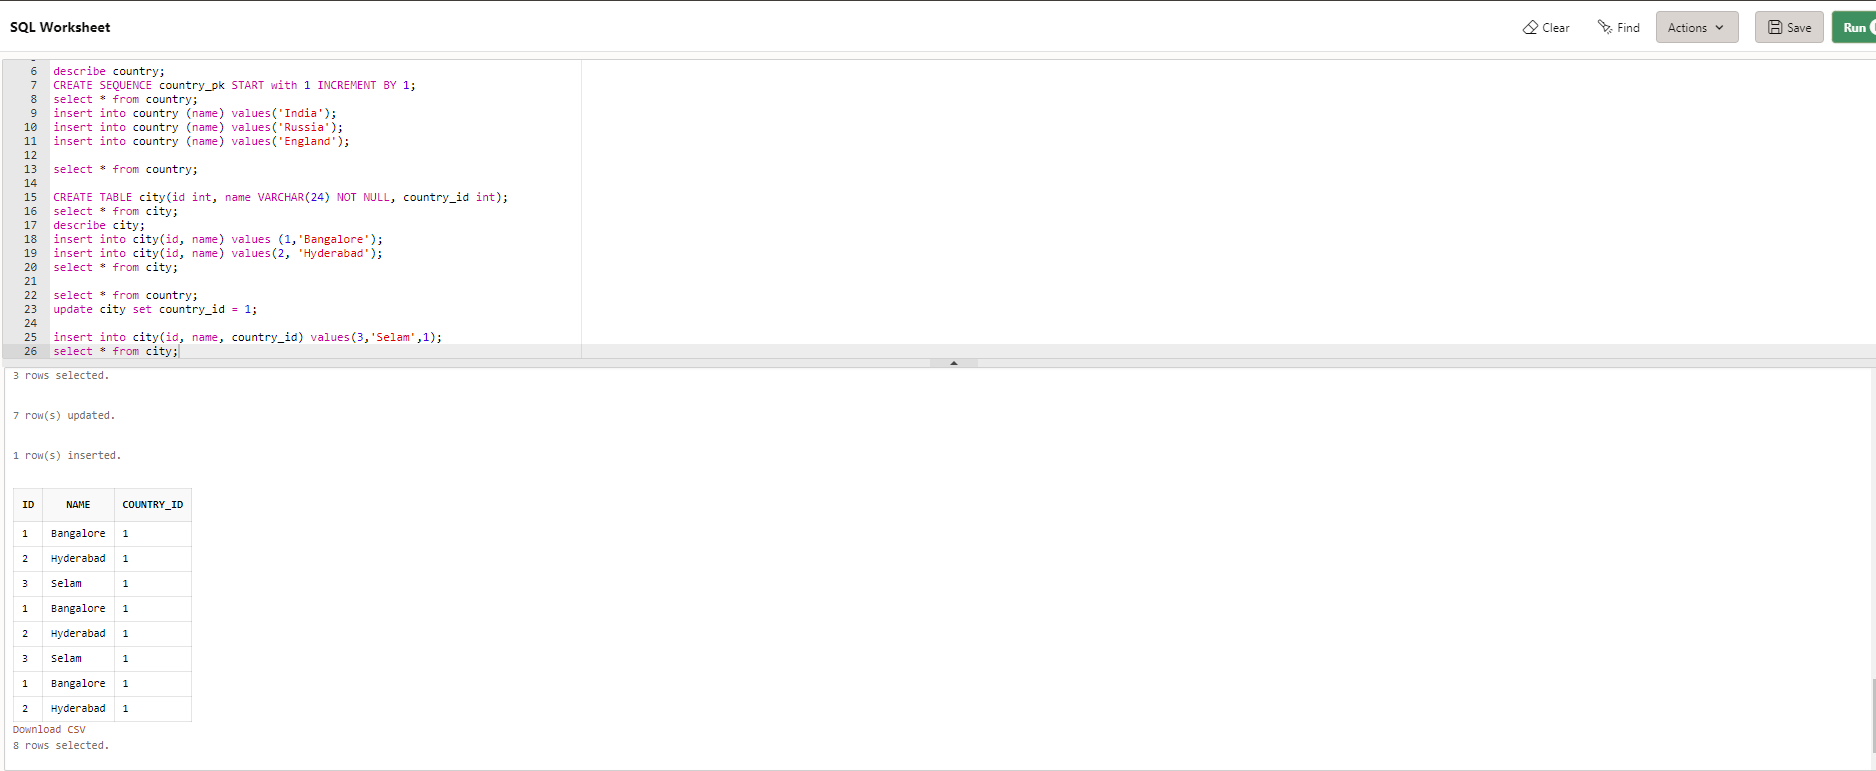 SQL Worksheet
Clear Find Actions Save Run
6 describe country;
7 CREATE SEQUENCE country_pk START with 1 INCREMENT BY 1;
8 select * from country;
9 insert into country (name) values('India');
10 insert into country (name) values('Russia');
11 insert into country (name) values('England');
12
13 select * from country;
14
15 CREATE TABLE city(id int, name VARCHAR(24) NOT NULL, country_id int);
16 select * from city;
17 describe city;
18 insert into city(id, name) values (1,'Bangalore');
19 insert into city(id, name) values(2, 'Hyderabad');
20 select * from city;
21
22 select * from country;
23 update city set country_id = 1;
24
25 insert into city(id, name, country_id) values(3,'Selam',1);
26 select * from city;
3 rows selected.
7 row(s) updated.
1 row(s) inserted.
ID NAME COUNTRY_ID
1 Bangalore 1
2 Hyderabad 1
3 Selam 1
1 Bangalore 1
2 Hyderabad 1
3 Selam 1
1 Bangalore 1
2 Hyderabad 1
Download CSV
8 rows selected.